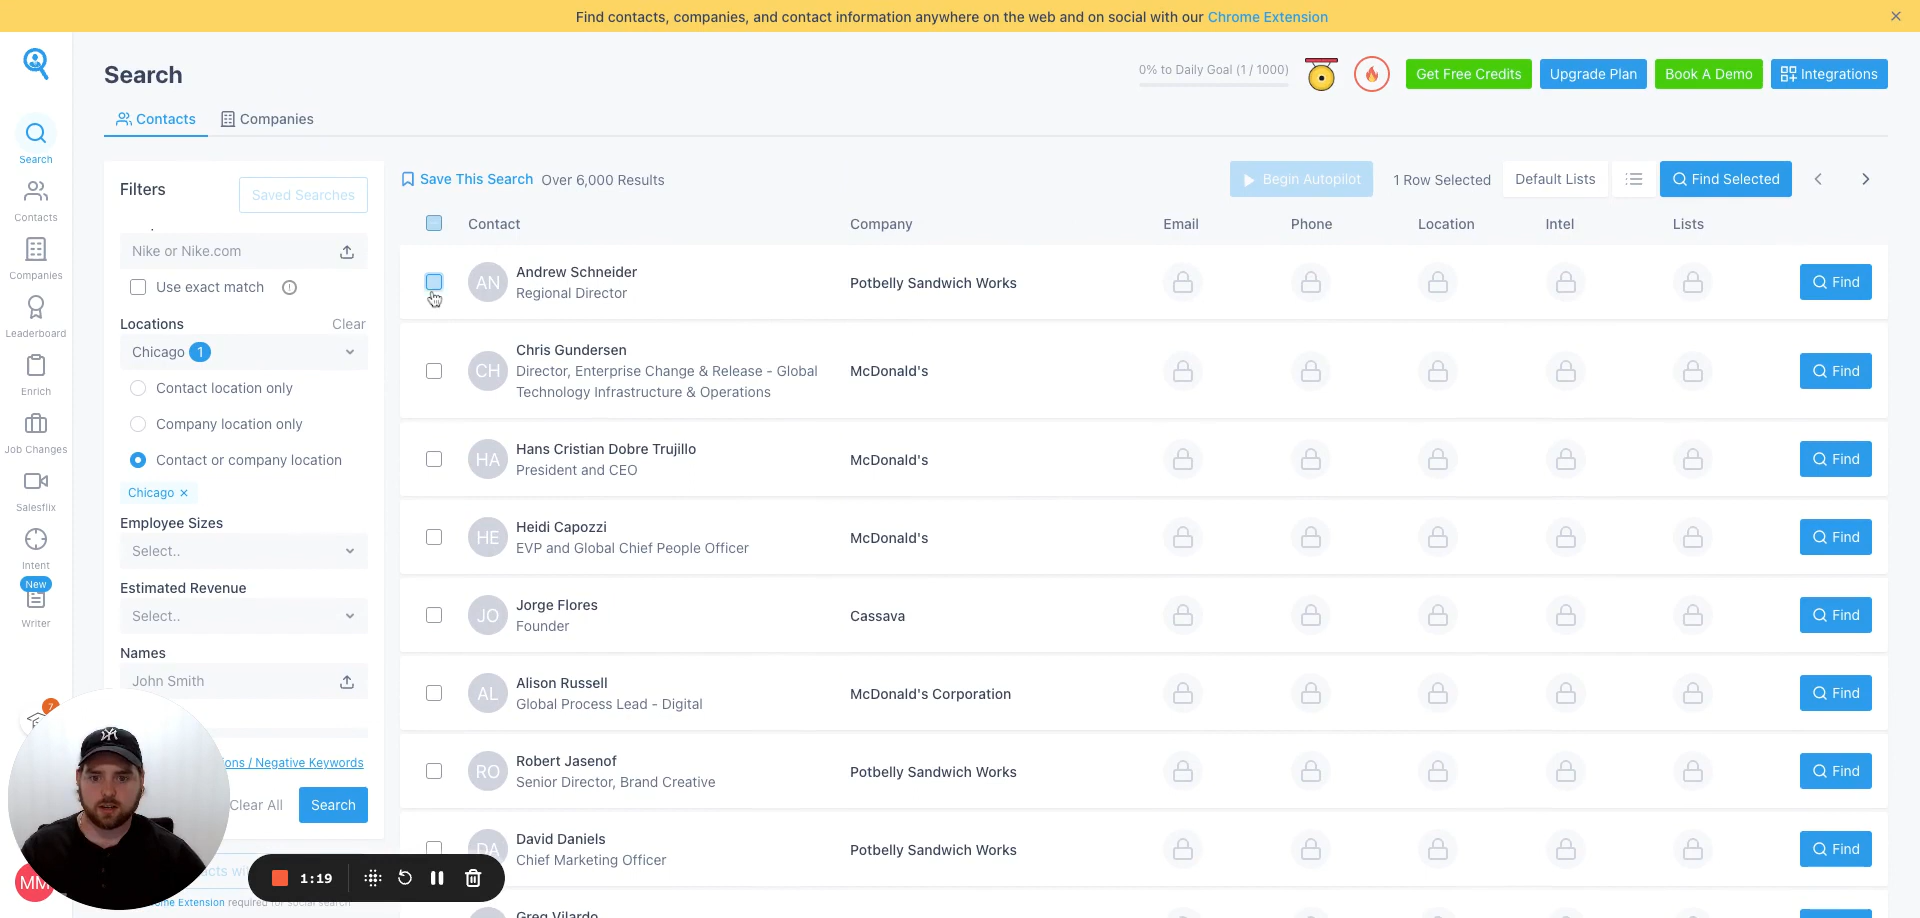 Find contacts, companies, and contact information anywhere on the web and on social with our Chrome Extension
Search
0% to Daily Goal (1 / 1000)
Get Free Credits
Upgrade Plan
Book A Demo
Integrations
Contacts
Companies
Search
Contacts
Companies
Leaderboard
Enrich
Job Changes
Salesflix
Intent
New
Writer
7
MM
Filters
Saved Searches
Nike or Nike.com
Use exact match
Locations
Clear
Chicago 1
Contact location only
Company location only
Contact or company location
Chicago ×
Employee Sizes
Select..
Estimated Revenue
Select..
Names
John Smith
/ Negative Keywords
Clear All
Search
Extension required for social search
1:19
Save This Search
Over 6,000 Results
Begin Autopilot
1 Row Selected
Default Lists
Find Selected
Contact Company Email Phone Location Intel Lists
AN
Andrew Schneider
Regional Director
Potbelly Sandwich Works
Find
CH
Chris Gundersen
Director, Enterprise Change & Release - Global
Technology Infrastructure & Operations
McDonald's
Find
HA
Hans Cristian Dobre Trujillo
President and CEO
McDonald's
Find
HE
Heidi Capozzi
EVP and Global Chief People Officer
McDonald's
Find
JO
Jorge Flores
Founder
Cassava
Find
AL
Alison Russell
Global Process Lead - Digital
McDonald's Corporation
Find
RO
Robert Jasenof
Senior Director, Brand Creative
Potbelly Sandwich Works
Find
DA
David Daniels
Chief Marketing Officer
Potbelly Sandwich Works
Find
Greg Vilardo